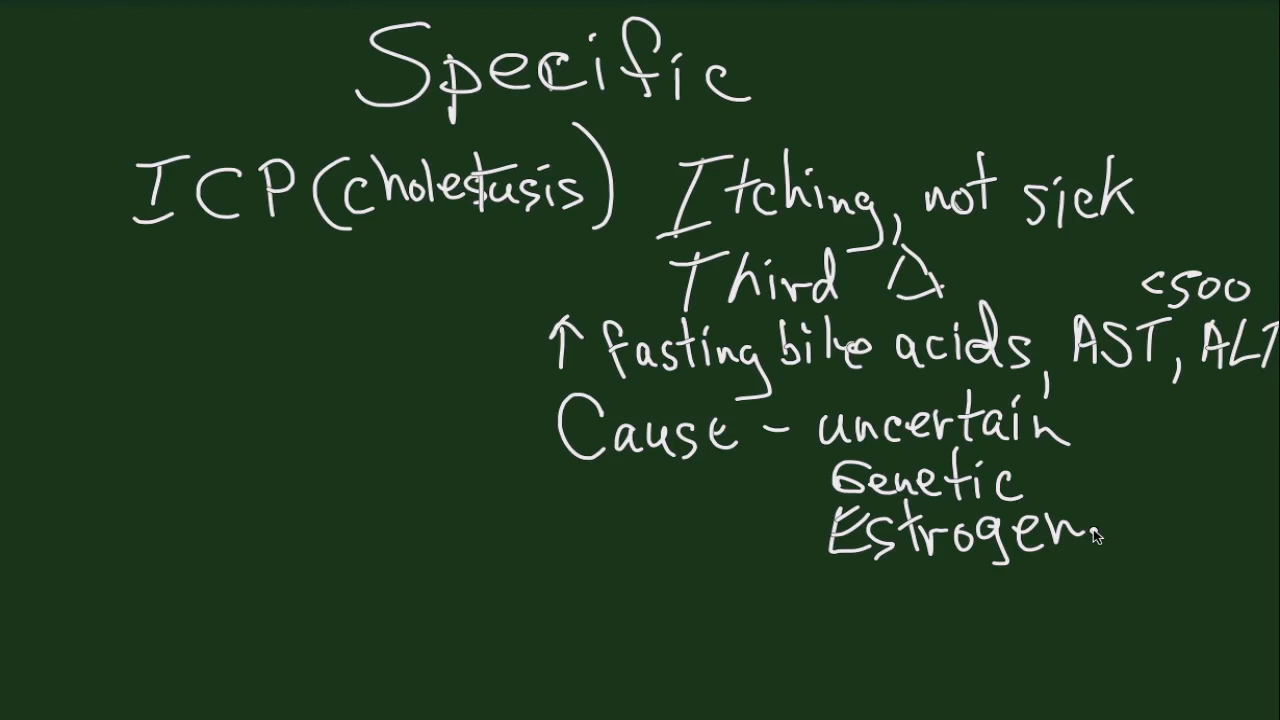 Specific
ICP (cholestasis) Itching, not sick
Third Δ
<500
↑ fasting bile acids, AST, ALT
Cause - uncertain
Genetic
Estrogen